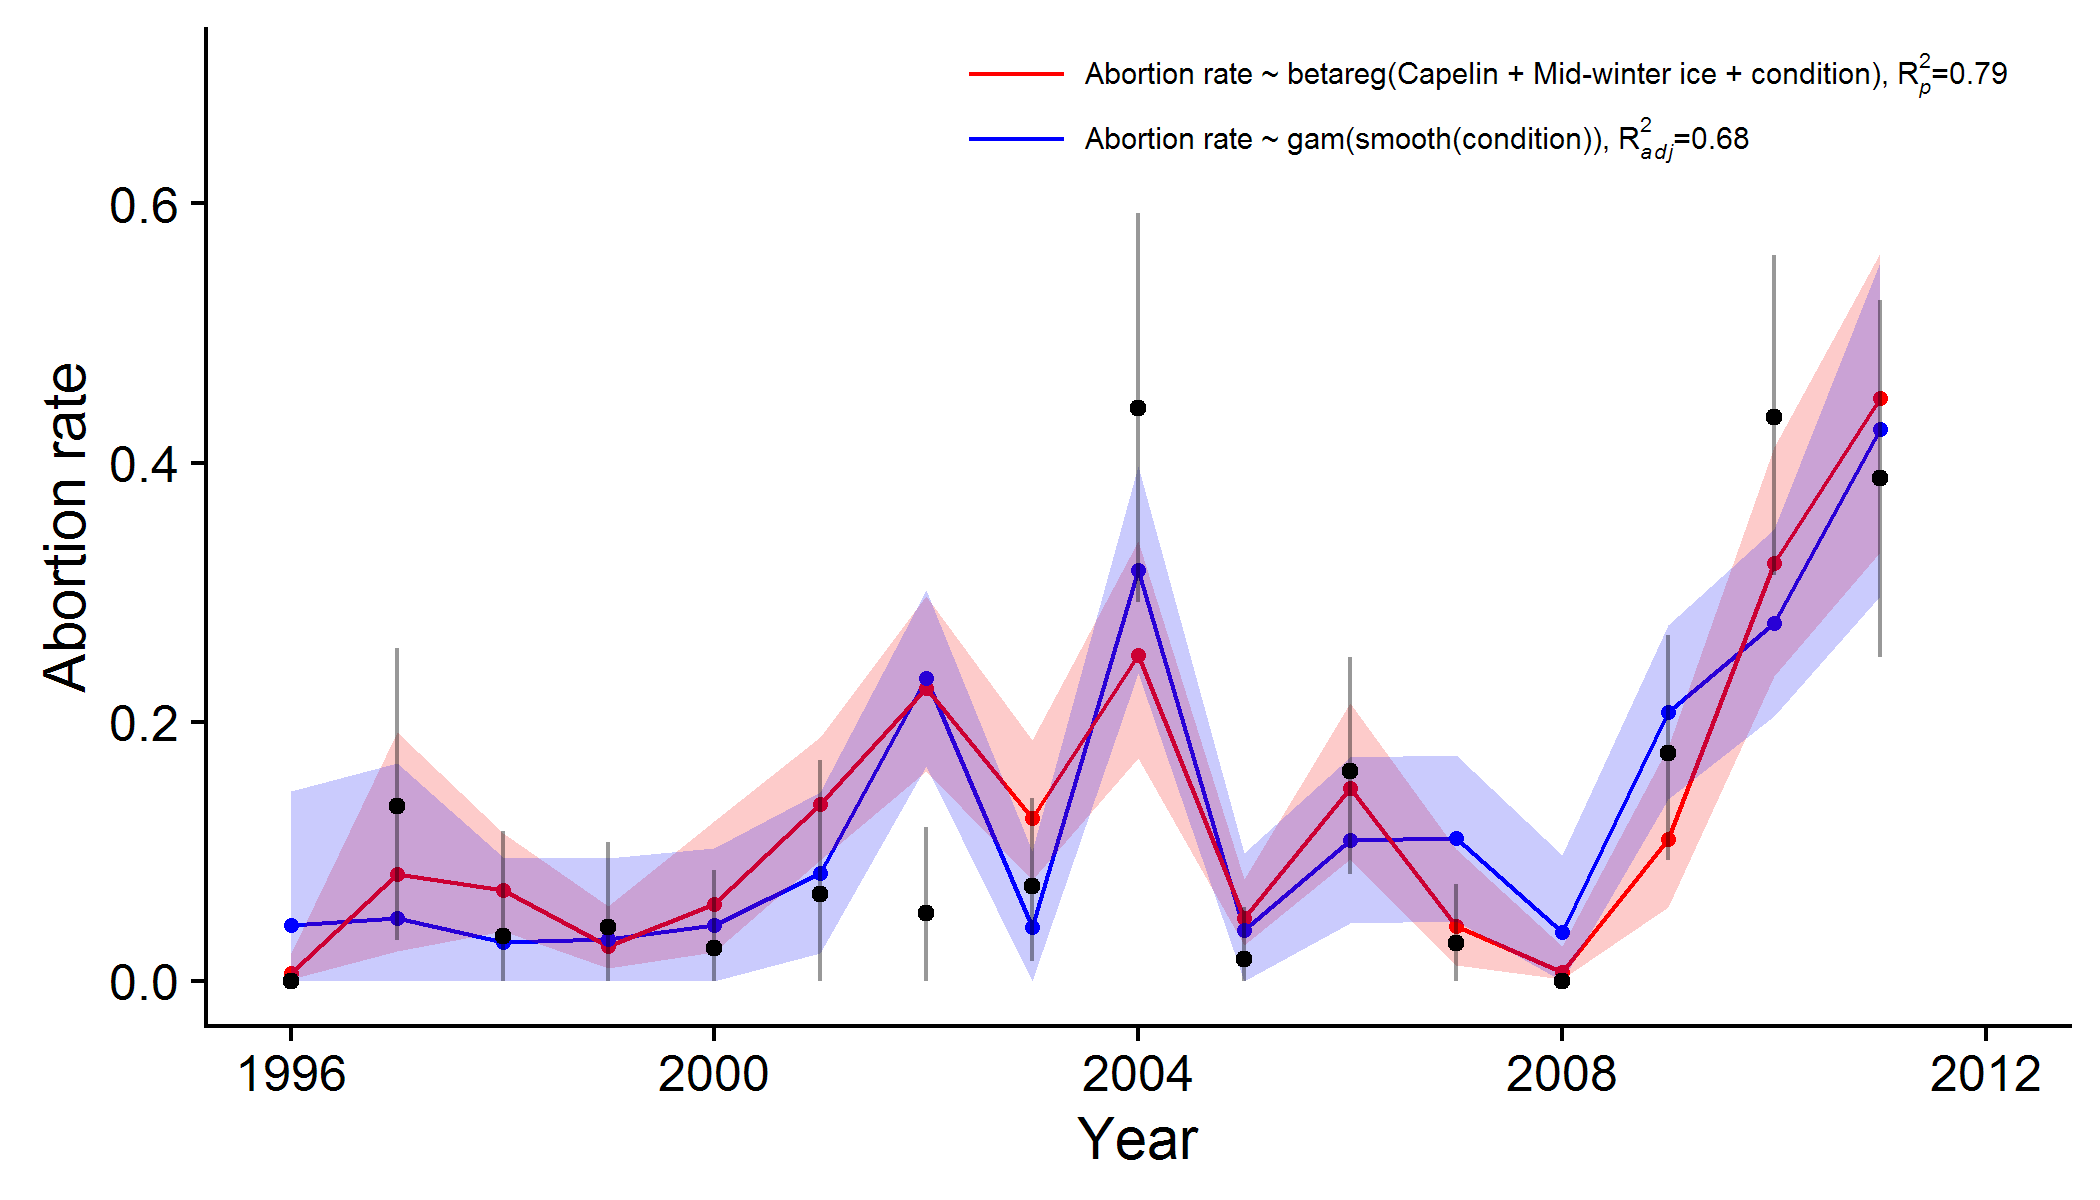 Abortion rate ~ betareg(Capelin + Mid-winter ice + condition), R²ₚ=0.79
Abortion rate ~ gam(smooth(condition)), R²adj=0.68
0.6
0.4
0.2
0.0
Abortion rate
1996 2000 2004 2008 2012
Year